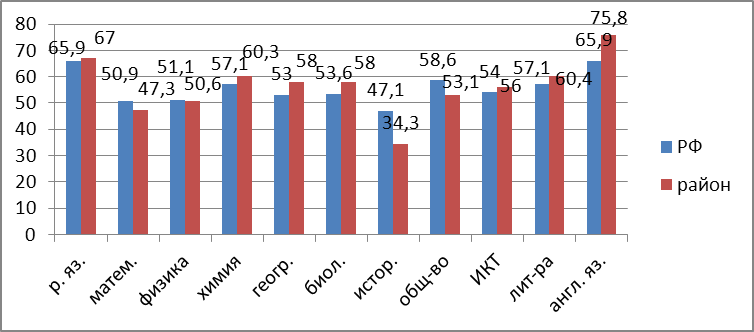 80
70
60
50
40
30
20
10
0
65,9
67
50,9
47,3
51,1
50,6
57,1
60,3
53
58
53,6
58
47,1
34,3
58,6
53,1
54
56
57,1
60,4
65,9
75,8
р. яз.
матем.
физика
химия
геогр.
биол.
истор.
общ-во
ИКТ
лит-ра
англ. яз.
РФ
район